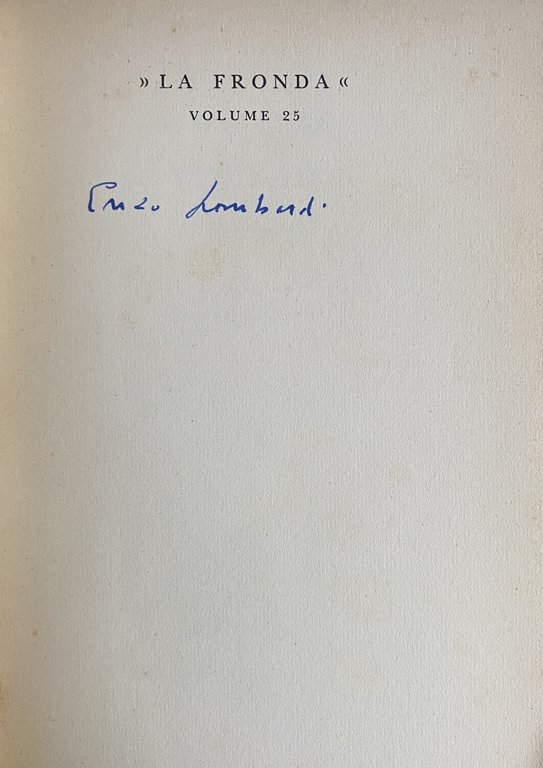 » LA FRONDA «
VOLUME 25
Enzo Lombardi